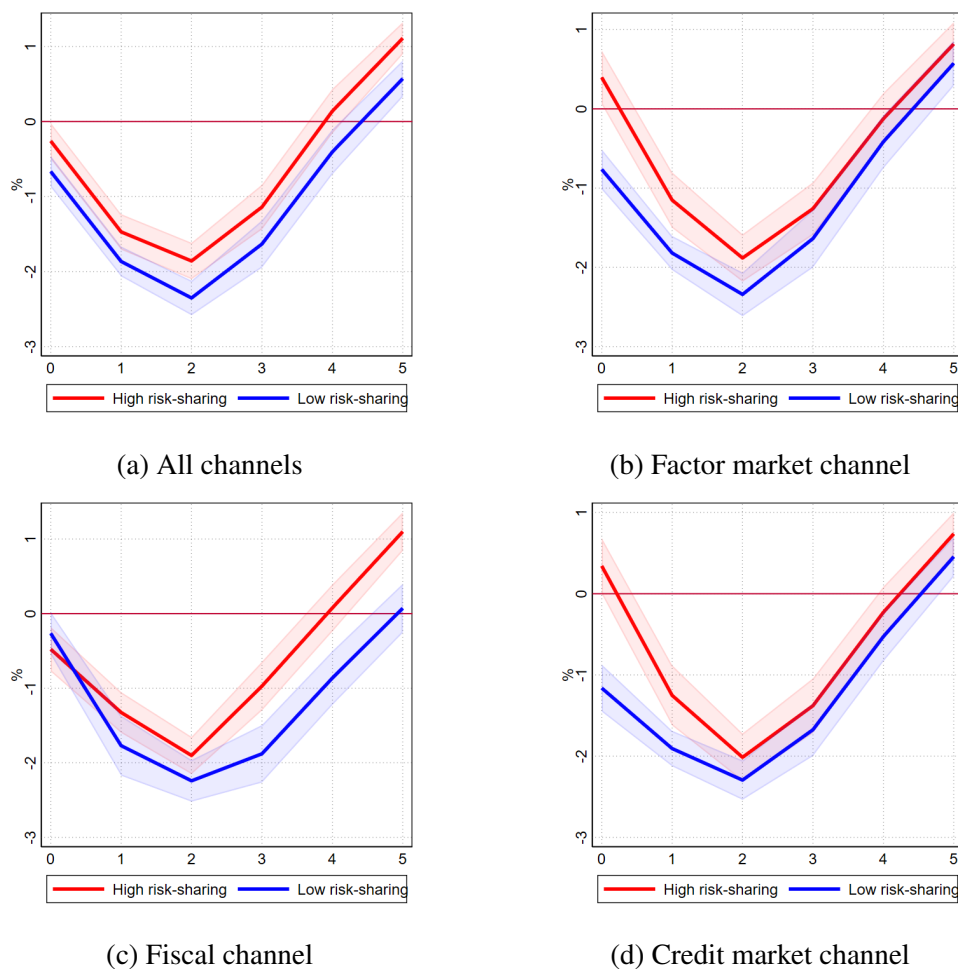 1
0
%
-1
-2
-3
0 1 2 3 4 5
High risk-sharing Low risk-sharing
(a) All channels
1
0
%
-1
-2
-3
0 1 2 3 4 5
High risk-sharing Low risk-sharing
(b) Factor market channel
1
0
%
-1
-2
-3
0 1 2 3 4 5
High risk-sharing Low risk-sharing
(c) Fiscal channel
1
0
%
-1
-2
-3
0 1 2 3 4 5
High risk-sharing Low risk-sharing
(d) Credit market channel